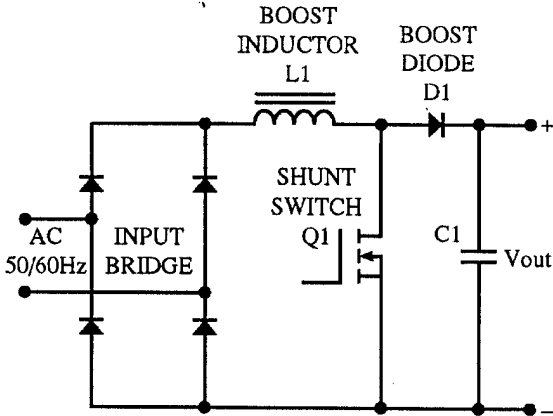 BOOST
INDUCTOR
L1
BOOST
DIODE
D1
+
SHUNT
SWITCH
Q1
AC
50/60Hz
INPUT
BRIDGE
C1
Vout
−